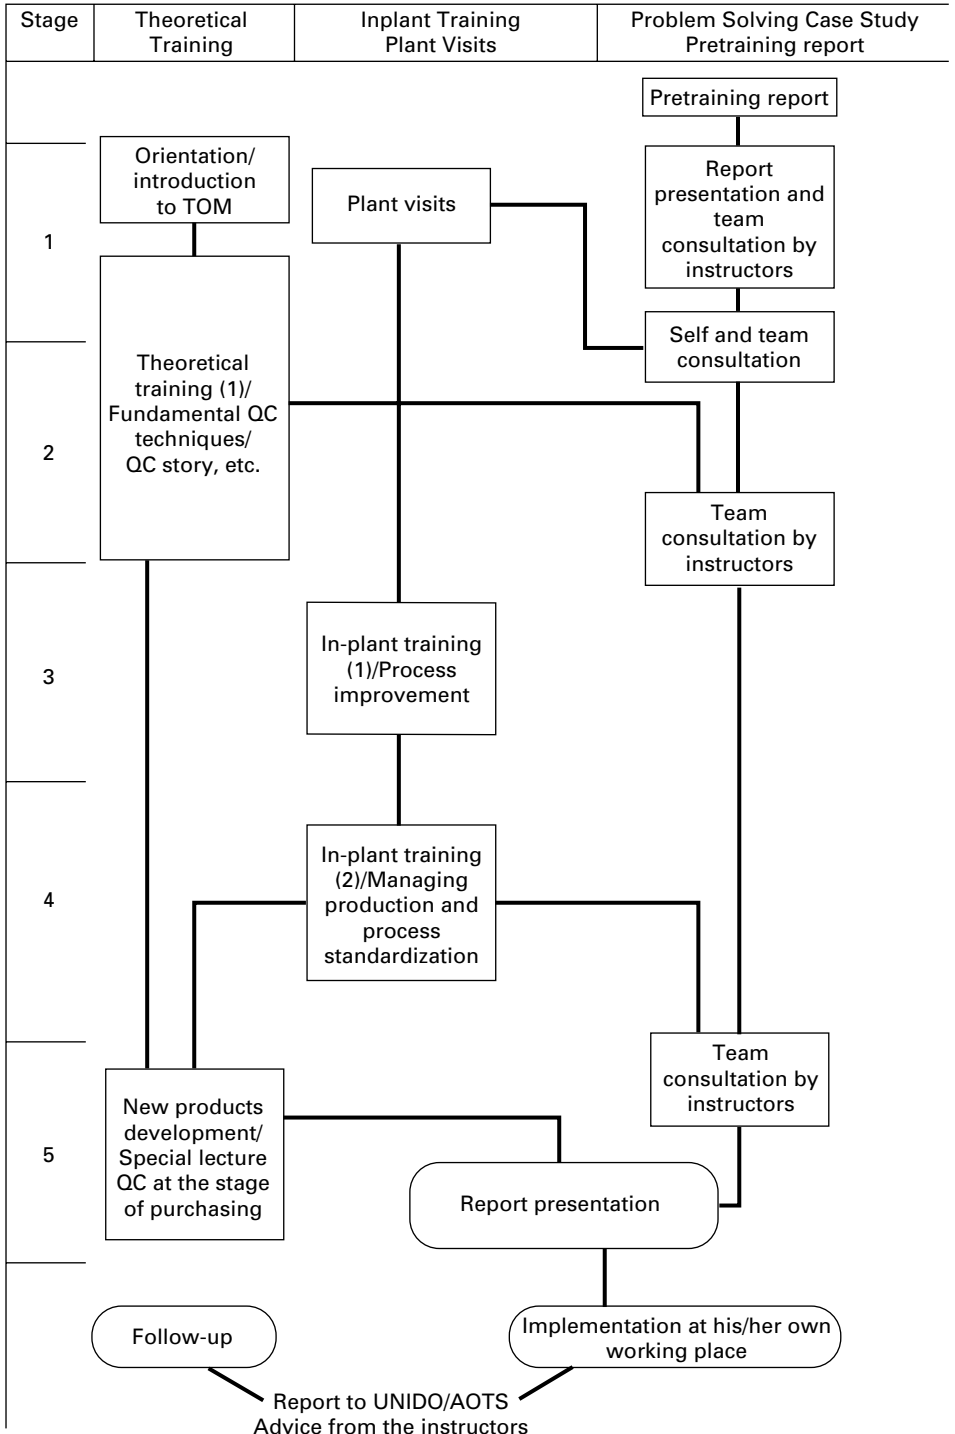 Stage
Theoretical
Training
Inplant Training
Plant Visits
Problem Solving Case Study
Pretraining report
Pretraining report
1
Orientation/
introduction
to TOM
Plant visits
Report
presentation and
team
consultation by
instructors
Self and team
consultation
2
Theoretical
training (1)/
Fundamental QC
techniques/
QC story, etc.
Team
consultation by
instructors
3
In-plant training
(1)/Process
improvement
4
In-plant training
(2)/Managing
production and
process
standardization
Team
consultation by
instructors
5
New products
development/
Special lecture
QC at the stage
of purchasing
Report presentation
Follow-up
Implementation at his/her own
working place
Report to UNIDO/AOTS
Advice from the instructors